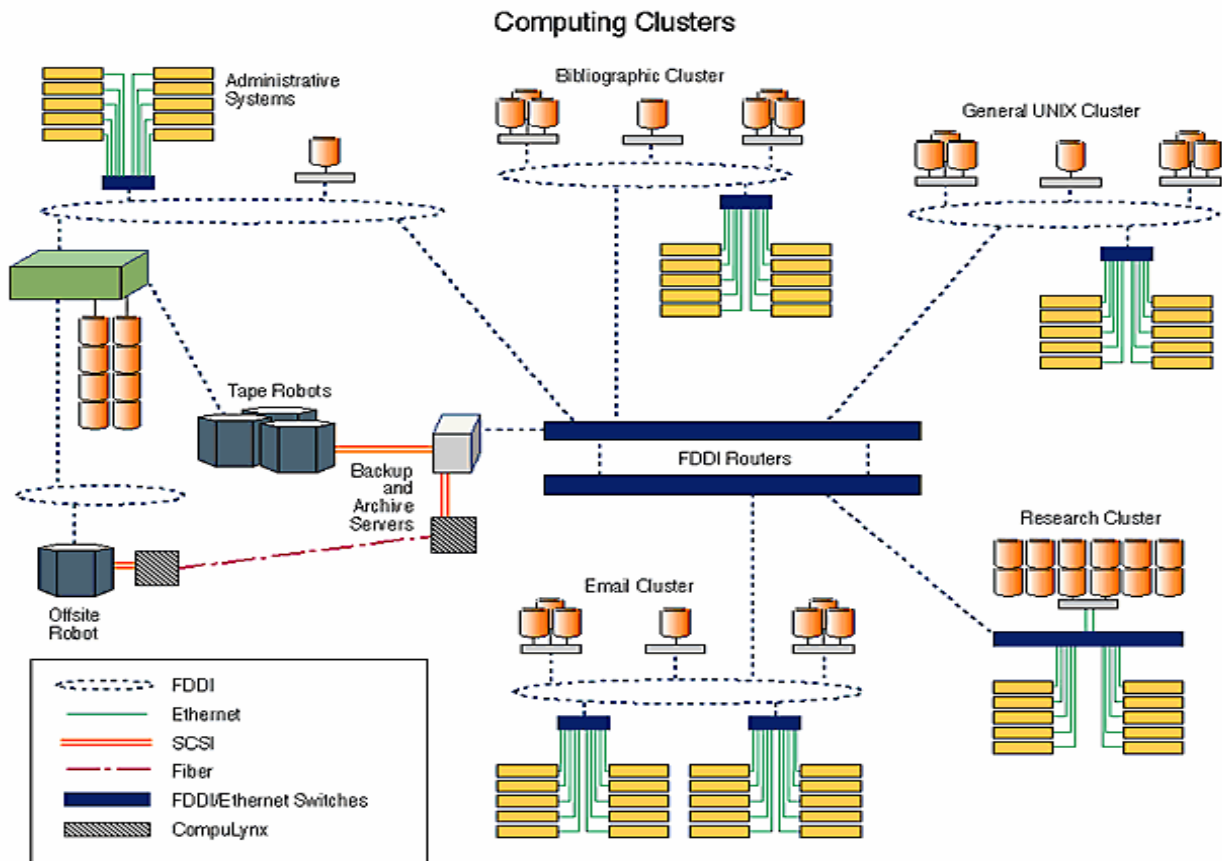 Computing Clusters
Administrative
Systems
Bibliographic Cluster
General UNIX Cluster
Tape Robots
FDDI Routers
Backup
and
Archive
Servers
Research Cluster
Offsite
Robot
Email Cluster
FDDI
Ethernet
SCSI
Fiber
FDDI/Ethernet Switches
CompuLynx